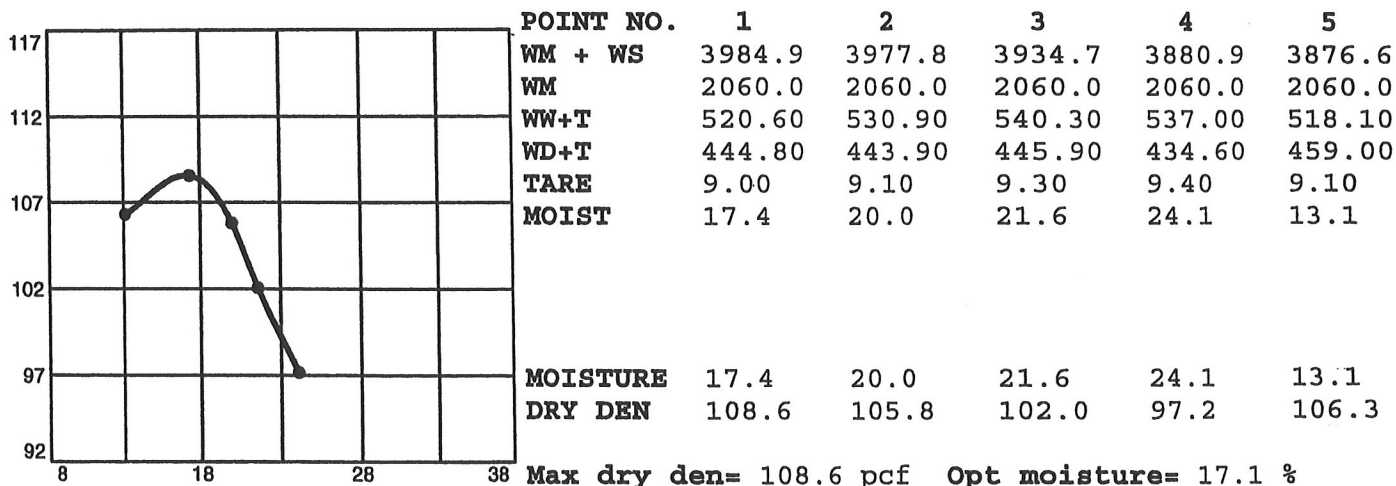 117
112
107
102
97
92
8 18 28 38
POINT NO. 1 2 3 4 5
WM + WS 3984.9 3977.8 3934.7 3880.9 3876.6
WM 2060.0 2060.0 2060.0 2060.0 2060.0
WW+T 520.60 530.90 540.30 537.00 518.10
WD+T 444.80 443.90 445.90 434.60 459.00
TARE 9.00 9.10 9.30 9.40 9.10
MOIST 17.4 20.0 21.6 24.1 13.1
MOISTURE 17.4 20.0 21.6 24.1 13.1
DRY DEN 108.6 105.8 102.0 97.2 106.3
Max dry den= 108.6 pcf Opt moisture= 17.1 %